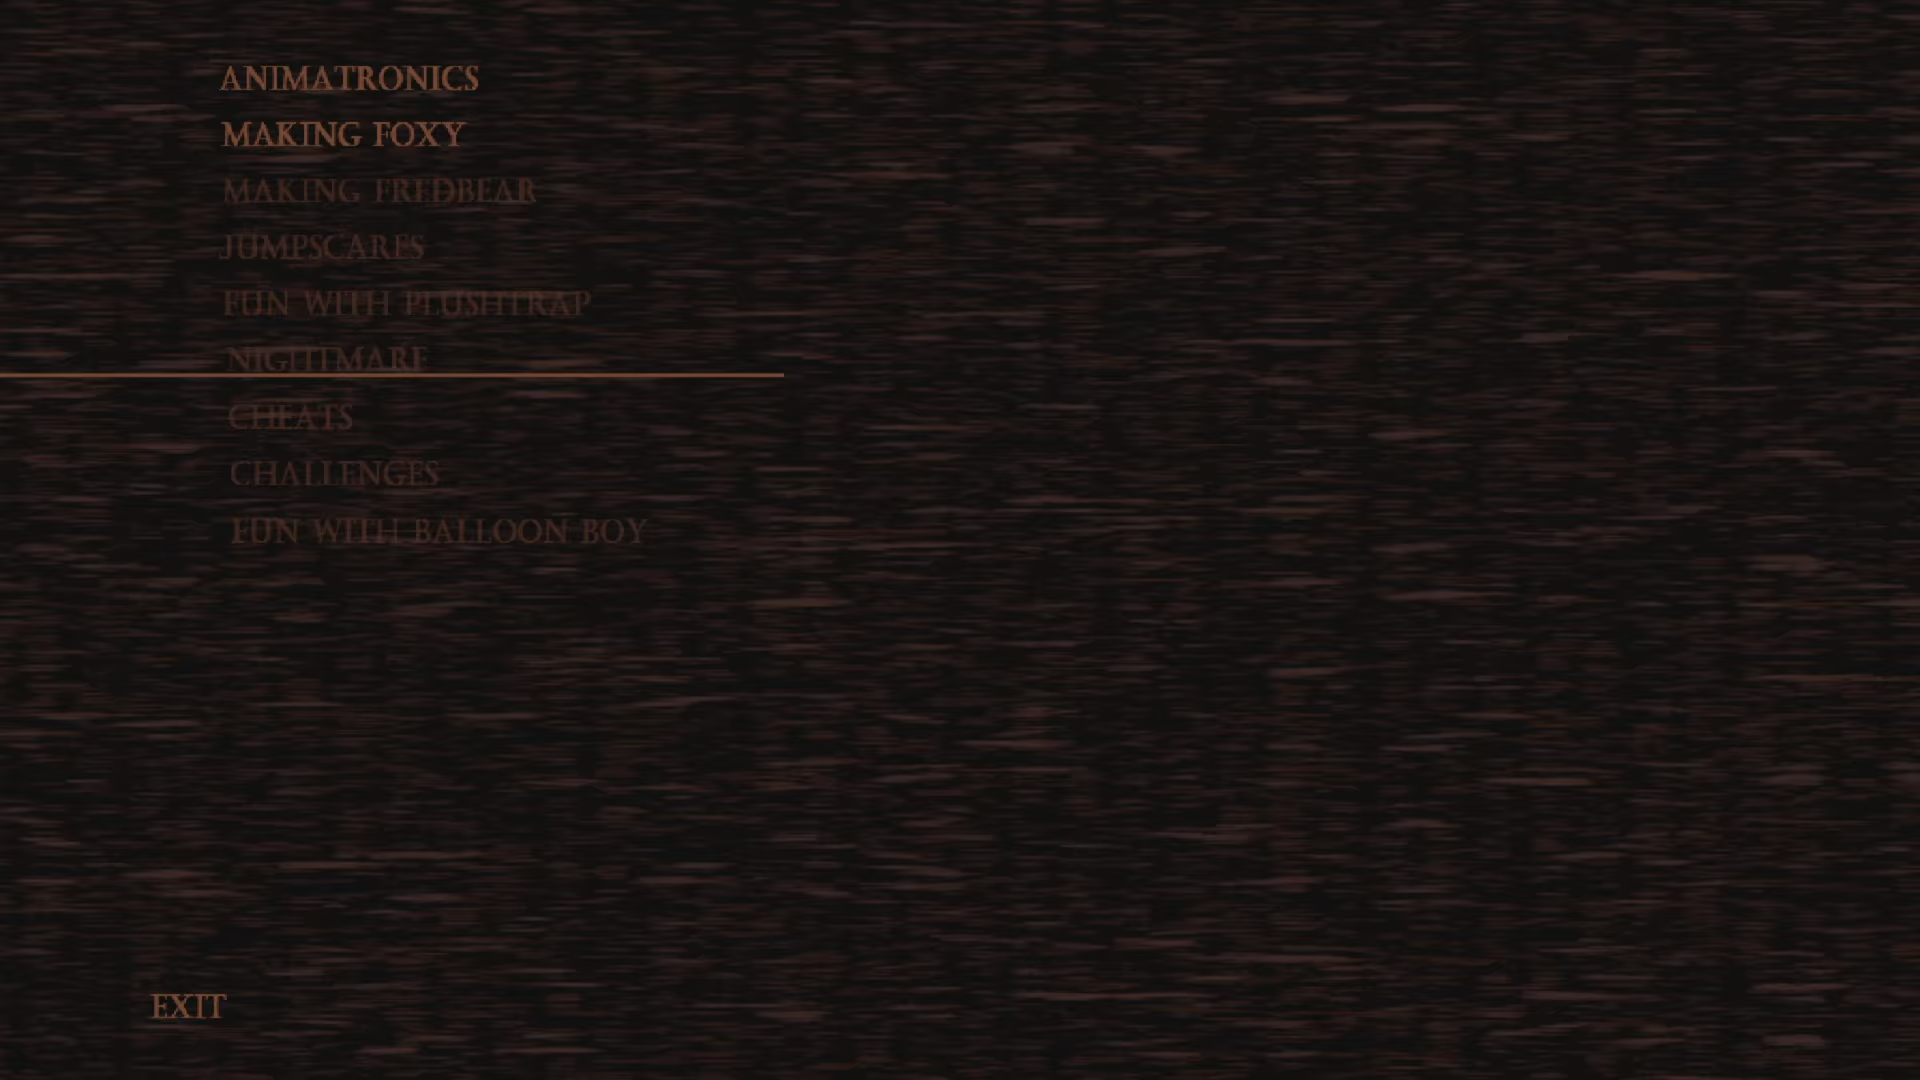 ANIMATRONICS
MAKING FOXY
MAKING FREDBEAR
JUMPSCARES
FUN WITH PLUSHTRAP
NIGHTMARE
CHEATS
CHALLENGES
FUN WITH BALLOON BOY
EXIT